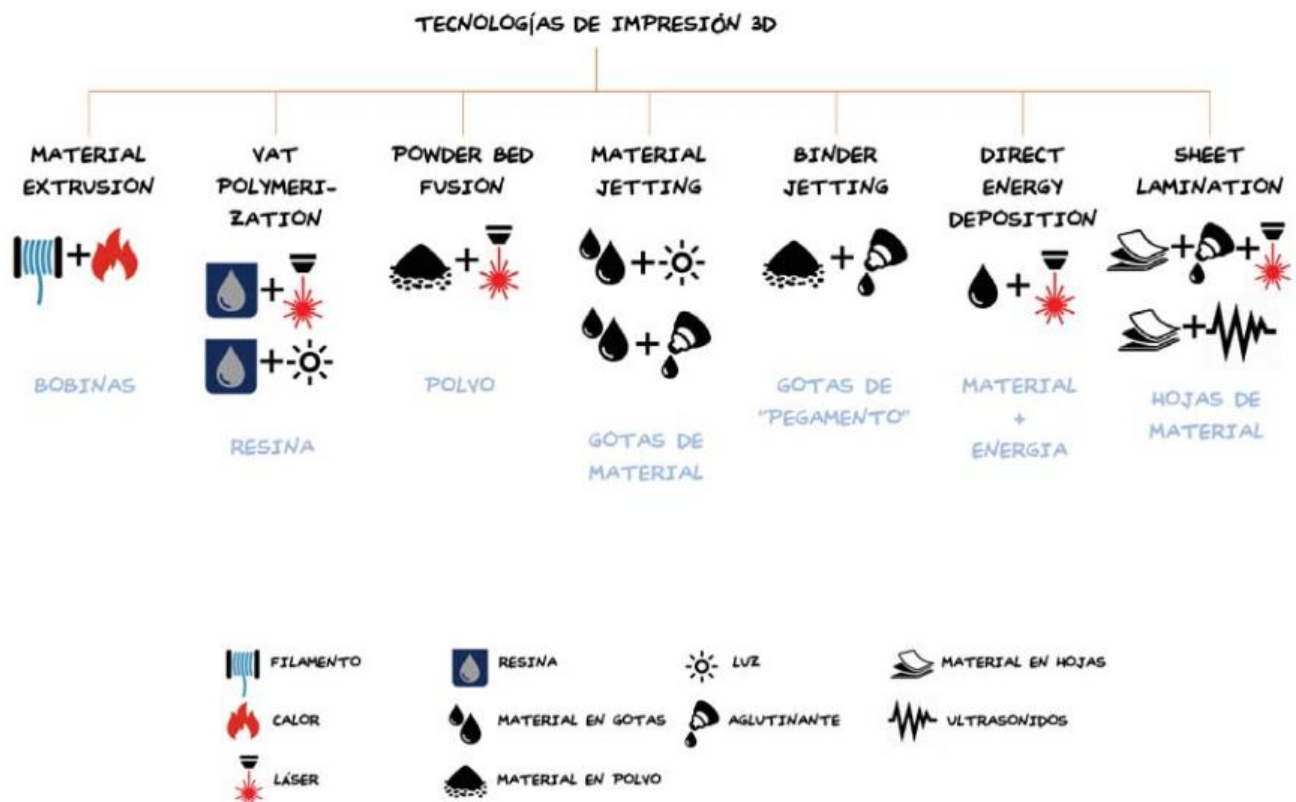 TECNOLOGÍAS DE IMPRESIÓN 3D
MATERIAL
EXTRUSION
BOBINAS
VAT
POLYMERI-
ZATION
RESINA
POWDER BED
FUSION
POLVO
MATERIAL
JETTING
GOTAS DE
MATERIAL
BINDER
JETTING
GOTAS DE
"PEGAMENTO"
DIRECT
ENERGY
DEPOSITION
MATERIAL
+
ENERGIA
SHEET
LAMINATION
HOJAS DE
MATERIAL
FILAMENTO
CALOR
LÁSER
RESINA
MATERIAL EN GOTAS
MATERIAL EN POLVO
LUZ
AGLUTINANTE
MATERIAL EN HOJAS
ULTRASONIDOS